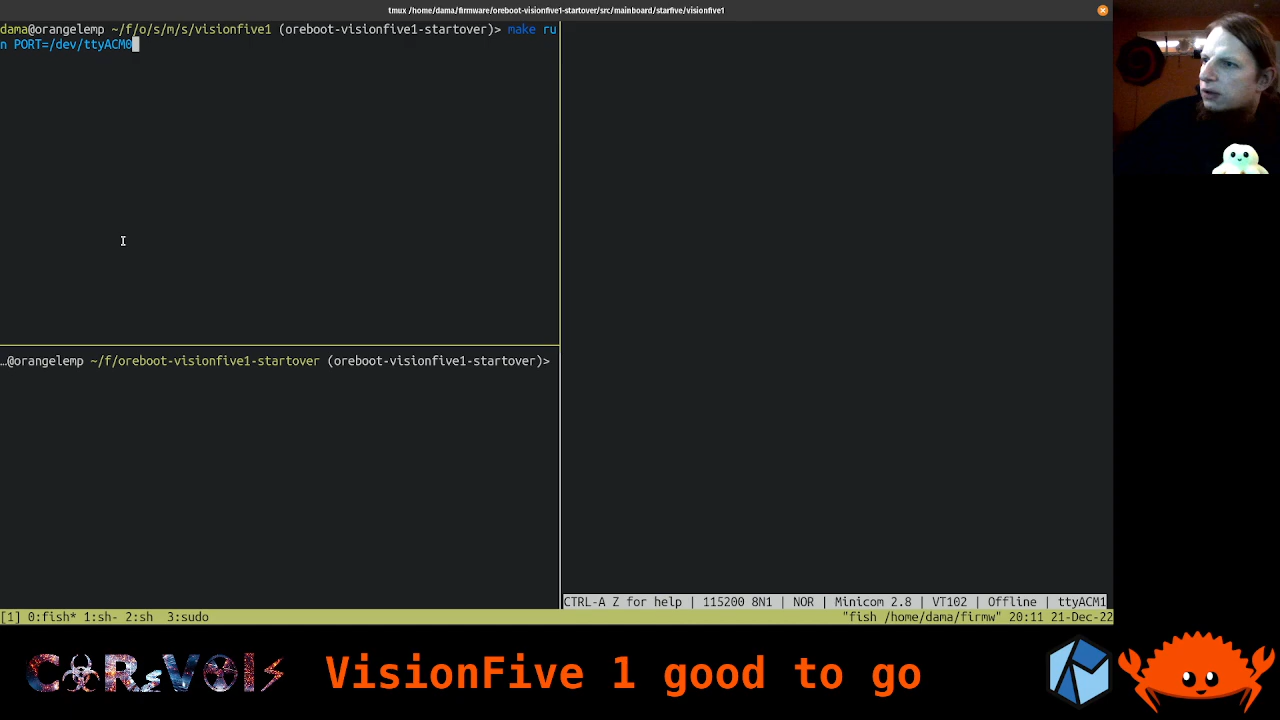 tmux /home/dama/firmware/oreboot-visionfive1-startover/src/mainboard/starfive/visionfive1
dama@orangelemp ~/f/o/s/m/s/visionfive1 (oreboot-visionfive1-startover)> make ru
n PORT=/dev/ttyACM0
…@orangelemp ~/f/oreboot-visionfive1-startover (oreboot-visionfive1-startover)>
CTRL-A Z for help | 115200 8N1 | NOR | Minicom 2.8 | VT102 | Offline | ttyACM1
[1] 0:fish* 1:sh- 2:sh  3:sudo
"fish /home/dama/firmw" 20:11 21-Dec-22
VisionFive 1 good to go